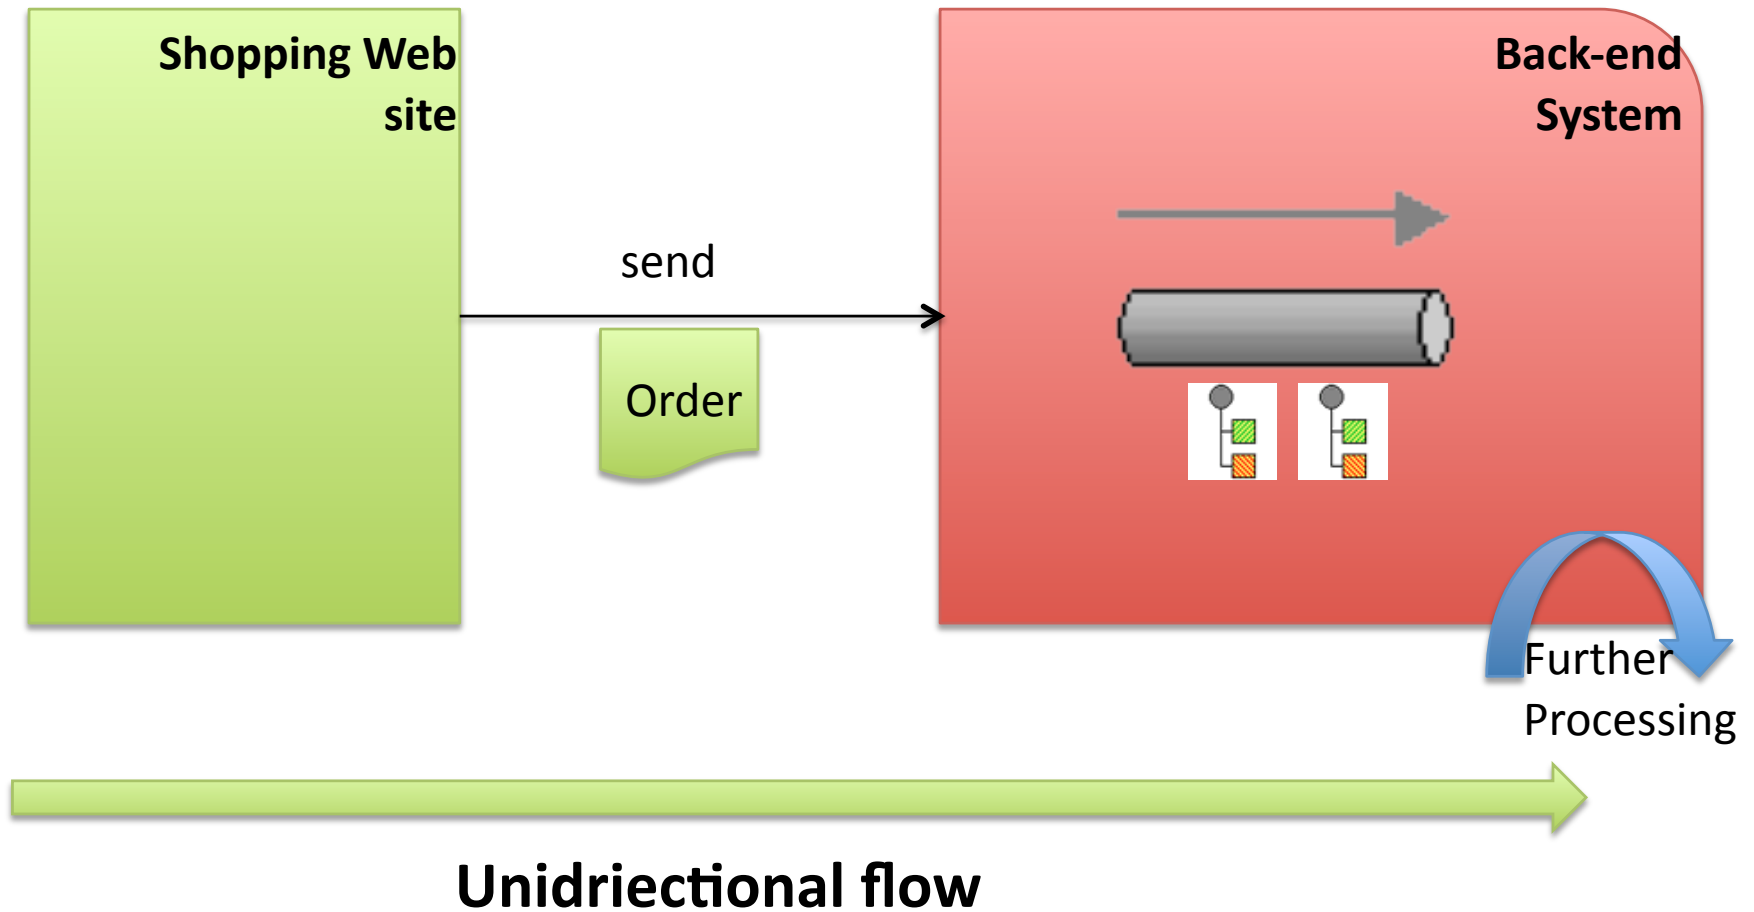 Shopping Web
site
Back-end
System
send
Order
Further
Processing
Unidriectional flow